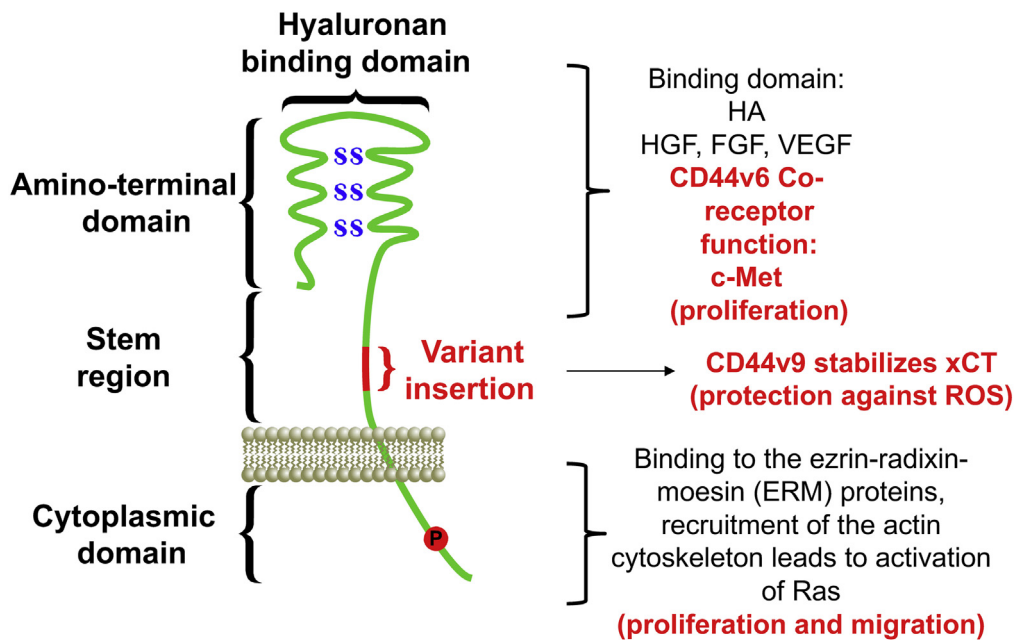 Hyaluronan
binding domain
Amino-terminal
domain
ss
ss
ss
Binding domain:
HA
HGF, FGF, VEGF
CD44v6 Co-
receptor
function:
c-Met
(proliferation)
Stem
region
Variant
insertion
CD44v9 stabilizes xCT
(protection against ROS)
Cytoplasmic
domain
P
Binding to the ezrin-radixin-
moesin (ERM) proteins,
recruitment of the actin
cytoskeleton leads to activation
of Ras
(proliferation and migration)